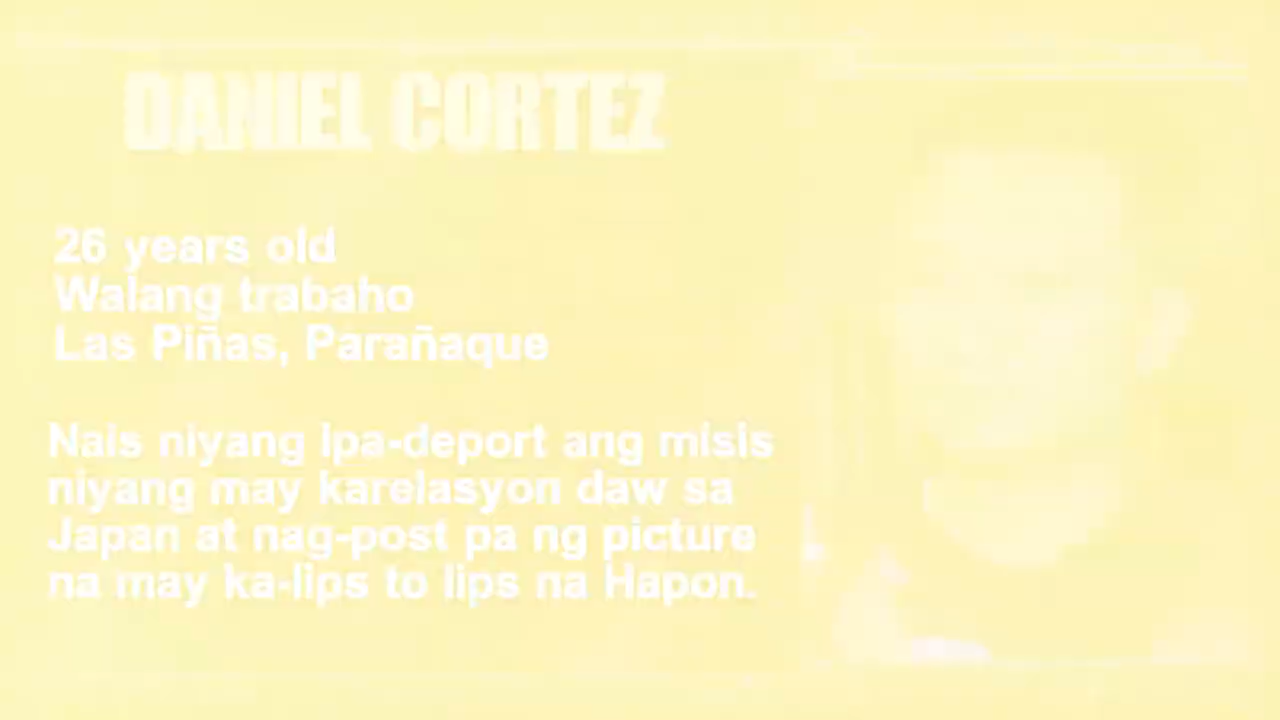 DANIEL CORTEZ
26 years old
Walang trabaho
Las Piñas, Parañaque
Nais niyang ipa-deport ang misis
niyang may karelasyon daw sa
Japan at nag-post pa ng picture
na may ka-lips to lips na Hapon.